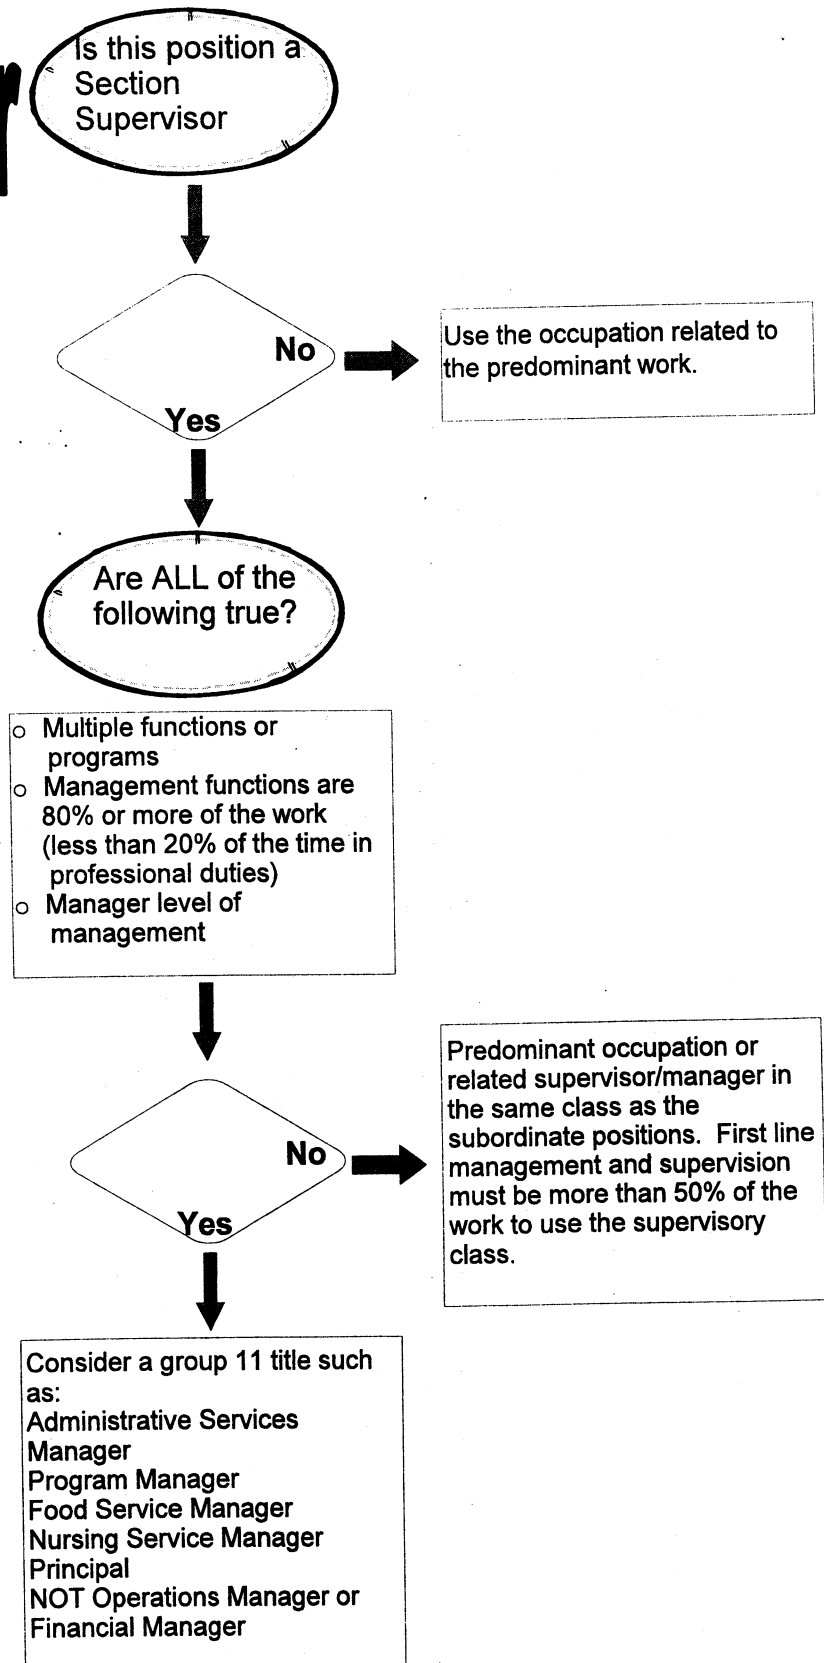 Is this position a
Section
Supervisor
No
Yes
Use the occupation related to
the predominant work.
Are ALL of the
following true?
o Multiple functions or
programs
o Management functions are
80% or more of the work
(less than 20% of the time in
professional duties)
o Manager level of
management
No
Yes
Predominant occupation or
related supervisor/manager in
the same class as the
subordinate positions. First line
management and supervision
must be more than 50% of the
work to use the supervisory
class.
Consider a group 11 title such
as:
Administrative Services
Manager
Program Manager
Food Service Manager
Nursing Service Manager
Principal
NOT Operations Manager or
Financial Manager